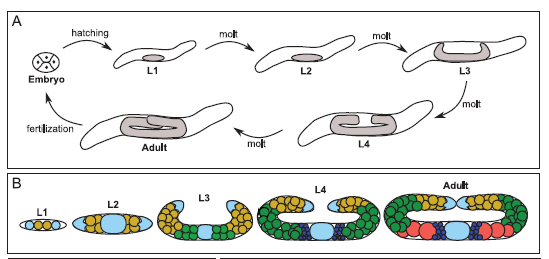 A
hatching
molt
molt
Embryo
L1
L2
L3
fertilization
Adult
molt
L4
molt
B
L1
L2
L3
L4
Adult